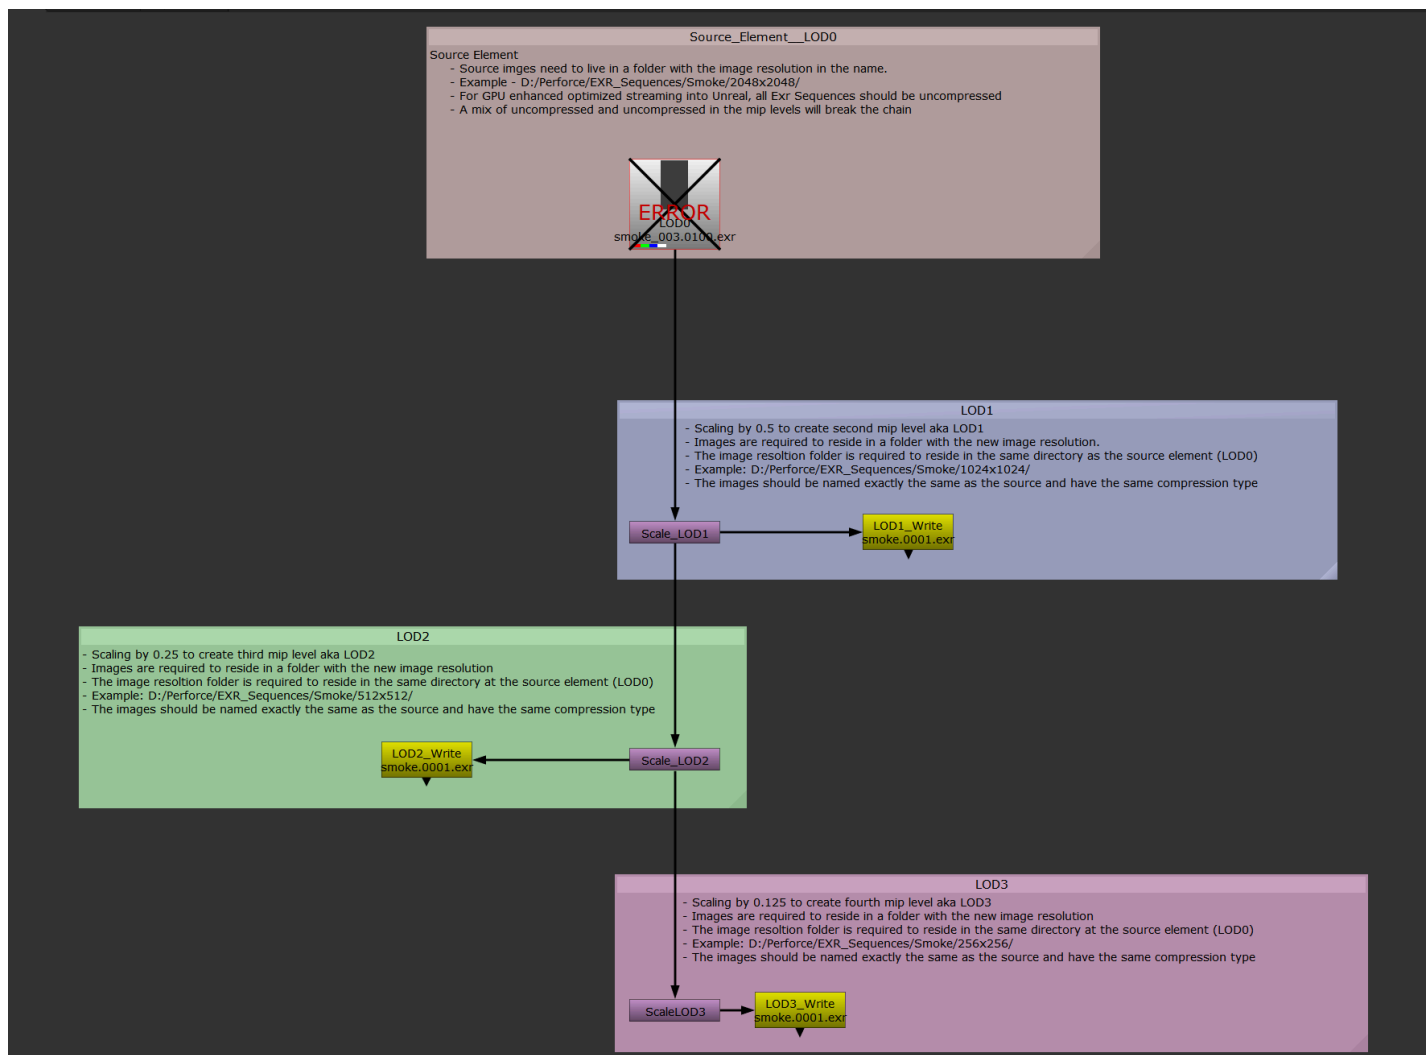 Source_Element__LOD0
Source Element
- Source imges need to live in a folder with the image resolution in the name.
- Example - D:/Perforce/EXR_Sequences/Smoke/2048x2048/
- For GPU enhanced optimized streaming into Unreal, all Exr Sequences should be uncompressed
- A mix of uncompressed and uncompressed in the mip levels will break the chain
ERROR
LOD0
smoke_003.0100.exr
LOD1
- Scaling by 0.5 to create second mip level aka LOD1
- Images are required to reside in a folder with the new image resolution.
- The image resoltion folder is required to reside in the same directory as the source element (LOD0)
- Example: D:/Perforce/EXR_Sequences/Smoke/1024x1024/
- The images should be named exactly the same as the source and have the same compression type
Scale_LOD1
LOD1_Write
smoke.0001.exr
LOD2
- Scaling by 0.25 to create third mip level aka LOD2
- Images are required to reside in a folder with the new image resolution
- The image resoltion folder is required to reside in the same directory at the source element (LOD0)
- Example: D:/Perforce/EXR_Sequences/Smoke/512x512/
- The images should be named exactly the same as the source and have the same compression type
LOD2_Write
smoke.0001.exr
Scale_LOD2
LOD3
- Scaling by 0.125 to create fourth mip level aka LOD3
- Images are required to reside in a folder with the new image resolution
- The image resoltion folder is required to reside in the same directory at the source element (LOD0)
- Example: D:/Perforce/EXR_Sequences/Smoke/256x256/
- The images should be named exactly the same as the source and have the same compression type
ScaleLOD3
LOD3_Write
smoke.0001.exr